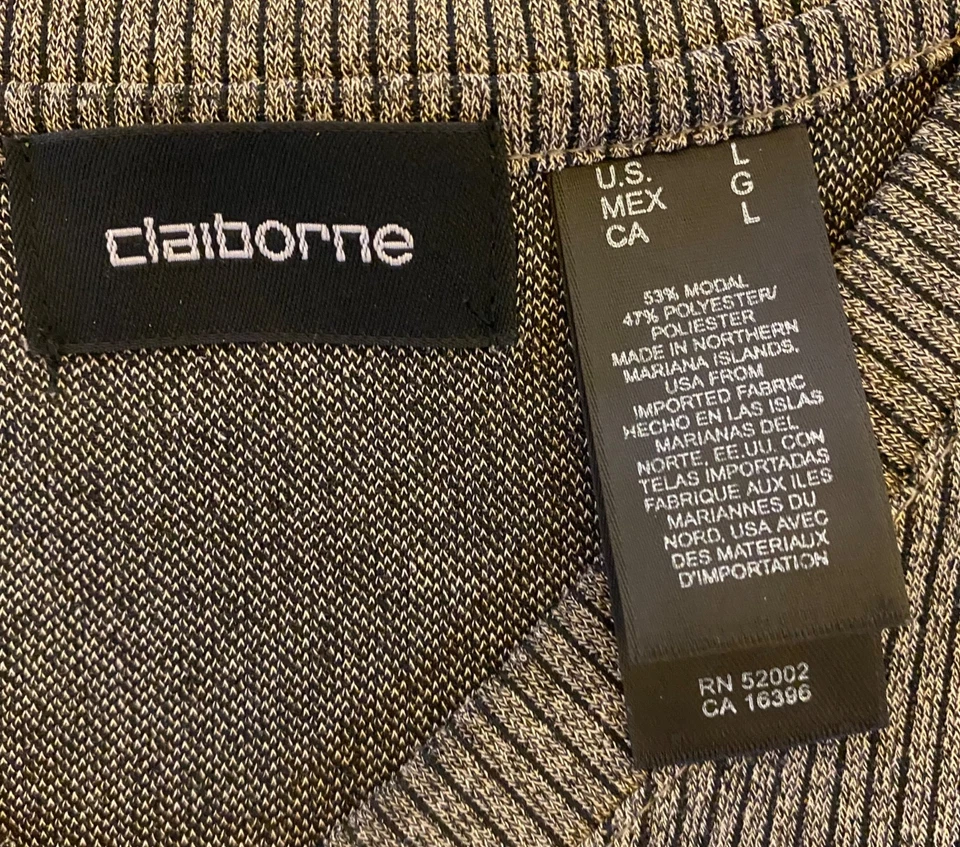 claiborne
U.S. L
MEX G
CA L
53% MODAL
47% POLYESTER/
POLIESTER
MADE IN NORTHERN
MARIANA ISLANDS,
USA FROM
IMPORTED FABRIC
HECHO EN LAS ISLAS
MARIANAS DEL
NORTE, EE.UU. CON
TELAS IMPORTADAS
FABRIQUE AUX ILES
MARIANNES DU
NORD, USA AVEC
DES MATERIAUX
D'IMPORTATION
RN 52002
CA 16396